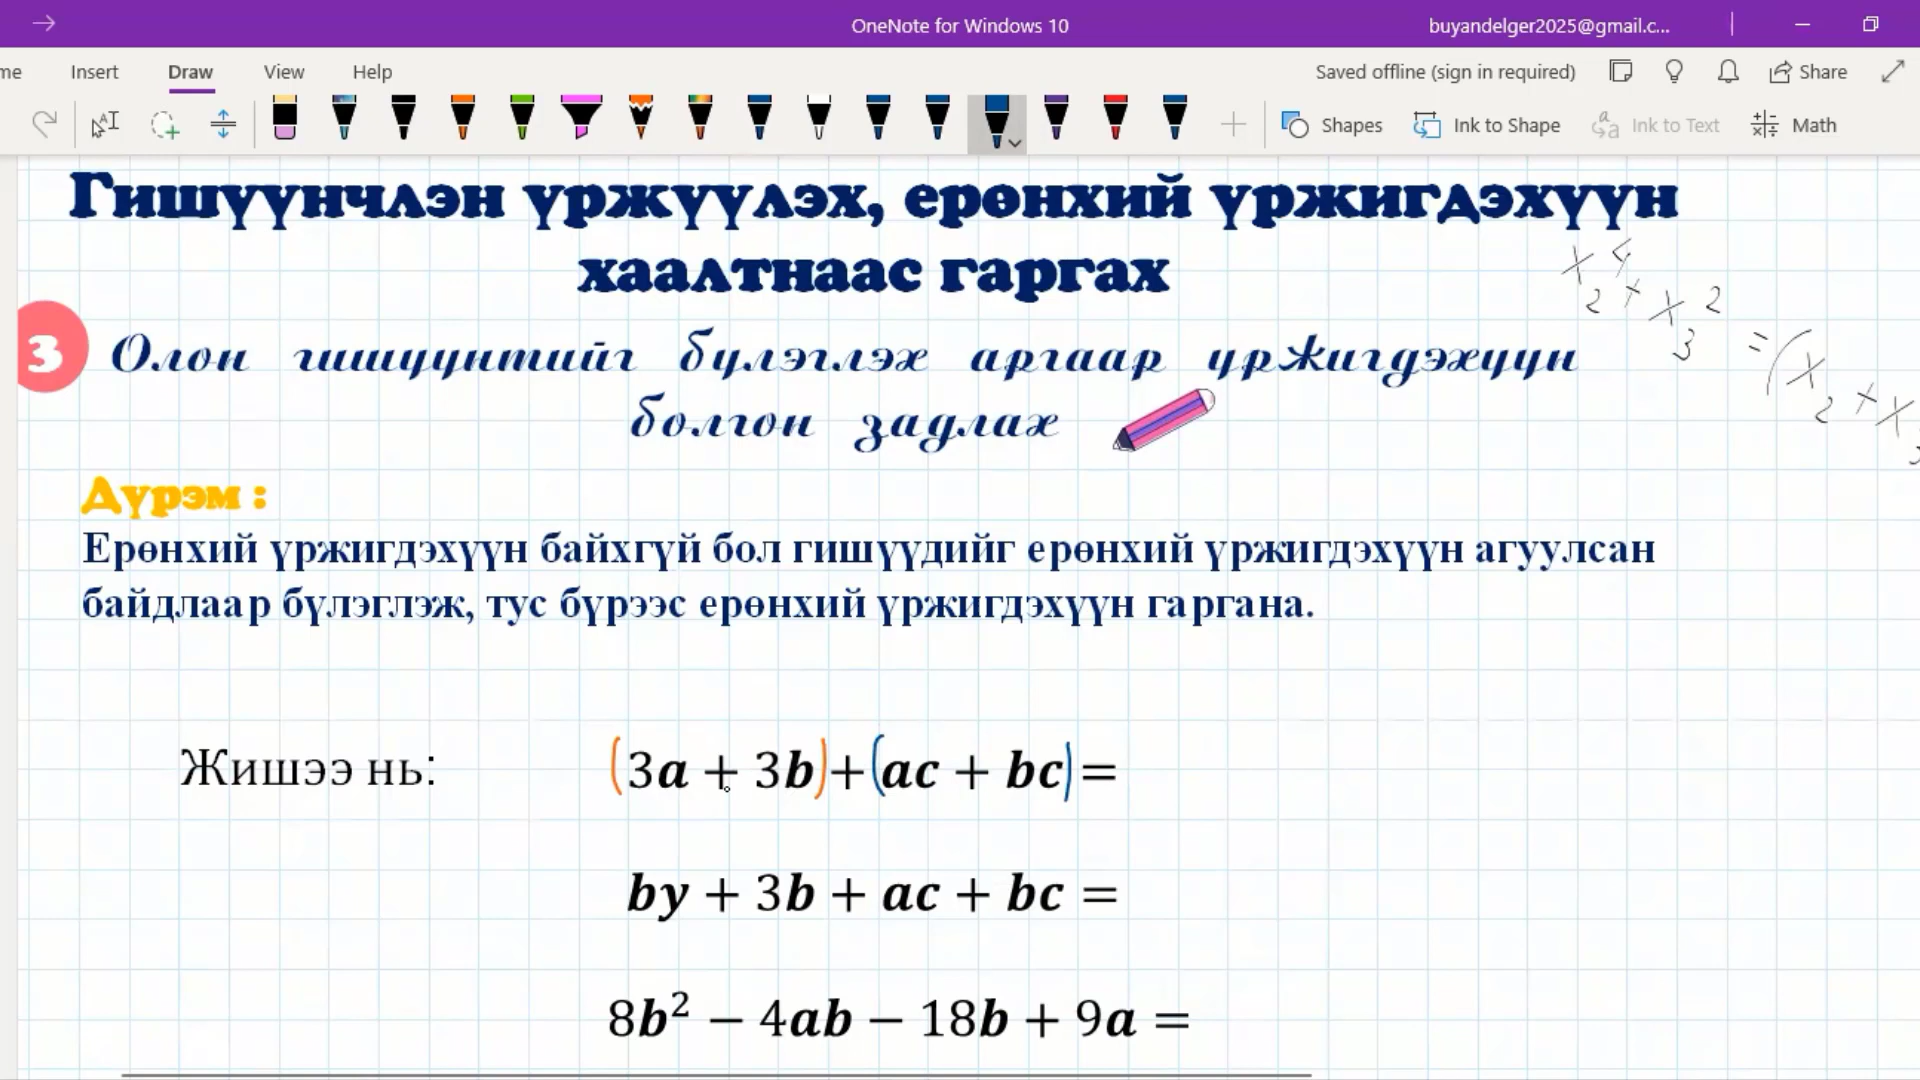 OneNote for Windows 10
buyandelger2025@gmail.c...
me Insert Draw View Help
Saved offline (sign in required) Share
Shapes Ink to Shape Ink to Text Math
Гишүүнчлэн үржүүлэх, ерөнхий үржигдэхүүн
хаалтнаас гаргах
3 Олон гишүүнтийг бүлэглэх аргаар үржигдэхүүн
болгон задлах
Дүрэм :
Ерөнхий үржигдэхүүн байхгүй бол гишүүдийг ерөнхий үржигдэхүүн агуулсан
байдлаар бүлэглэж, тус бүрээс ерөнхий үржигдэхүүн гаргана.
Жишээ нь: (3a + 3b)+(ac + bc)=
by + 3b + ac + bc =
8b² − 4ab − 18b + 9a =